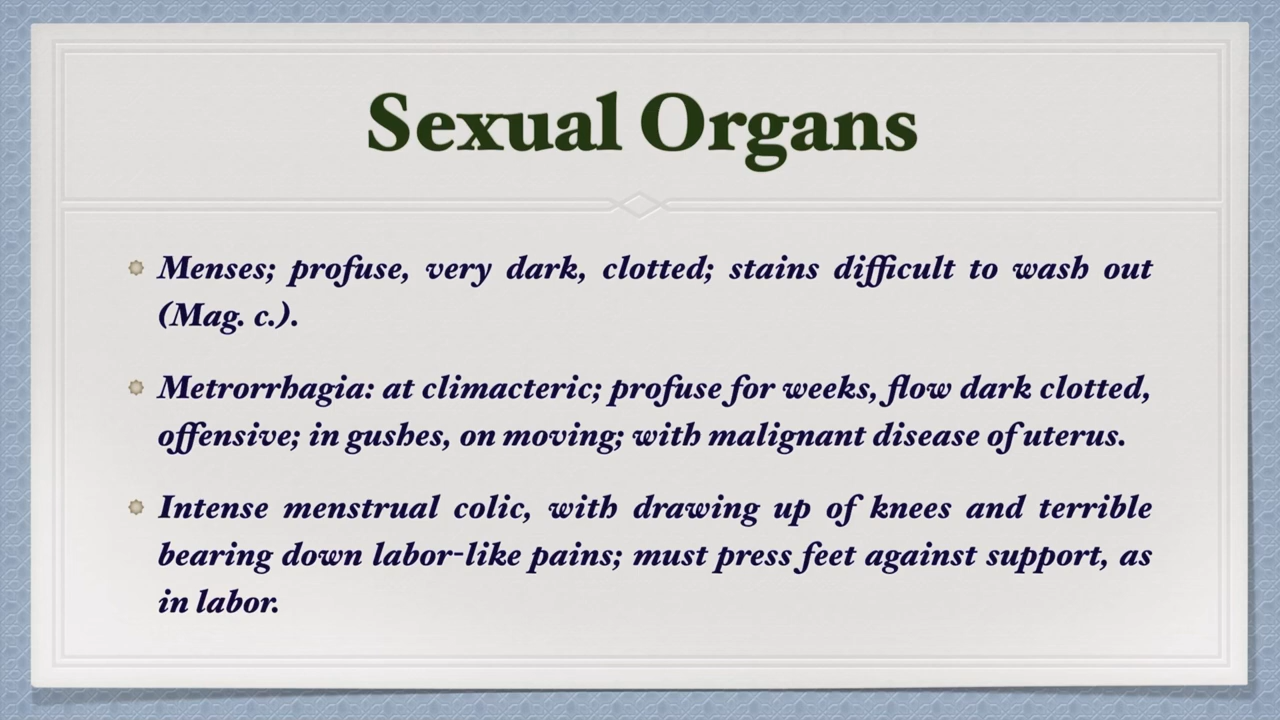 Sexual Organs
Menses; profuse, very dark, clotted; stains difficult to wash out
(Mag. c.).
Metrorrhagia: at climacteric; profuse for weeks, flow dark clotted,
offensive; in gushes, on moving; with malignant disease of uterus.
Intense menstrual colic, with drawing up of knees and terrible
bearing down labor-like pains; must press feet against support, as
in labor.